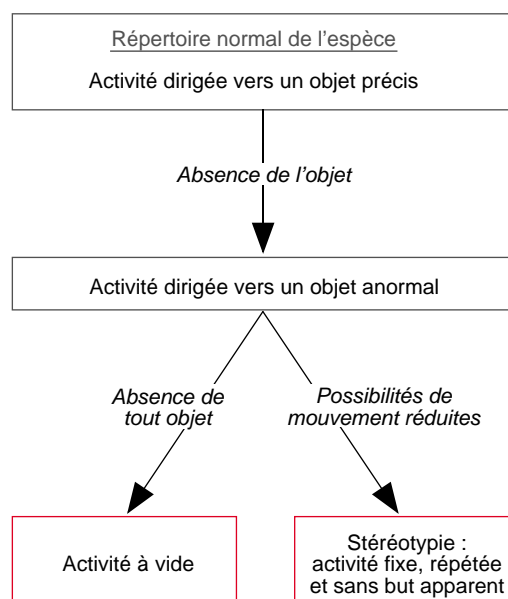 Répertoire normal de l’espèce
Activité dirigée vers un objet précis
Absence de l’objet
Activité dirigée vers un objet anormal
Absence de
tout objet
Possibilités de
mouvement réduites
Activité à vide
Stéréotypie :
activité fixe, répétée
et sans but apparent